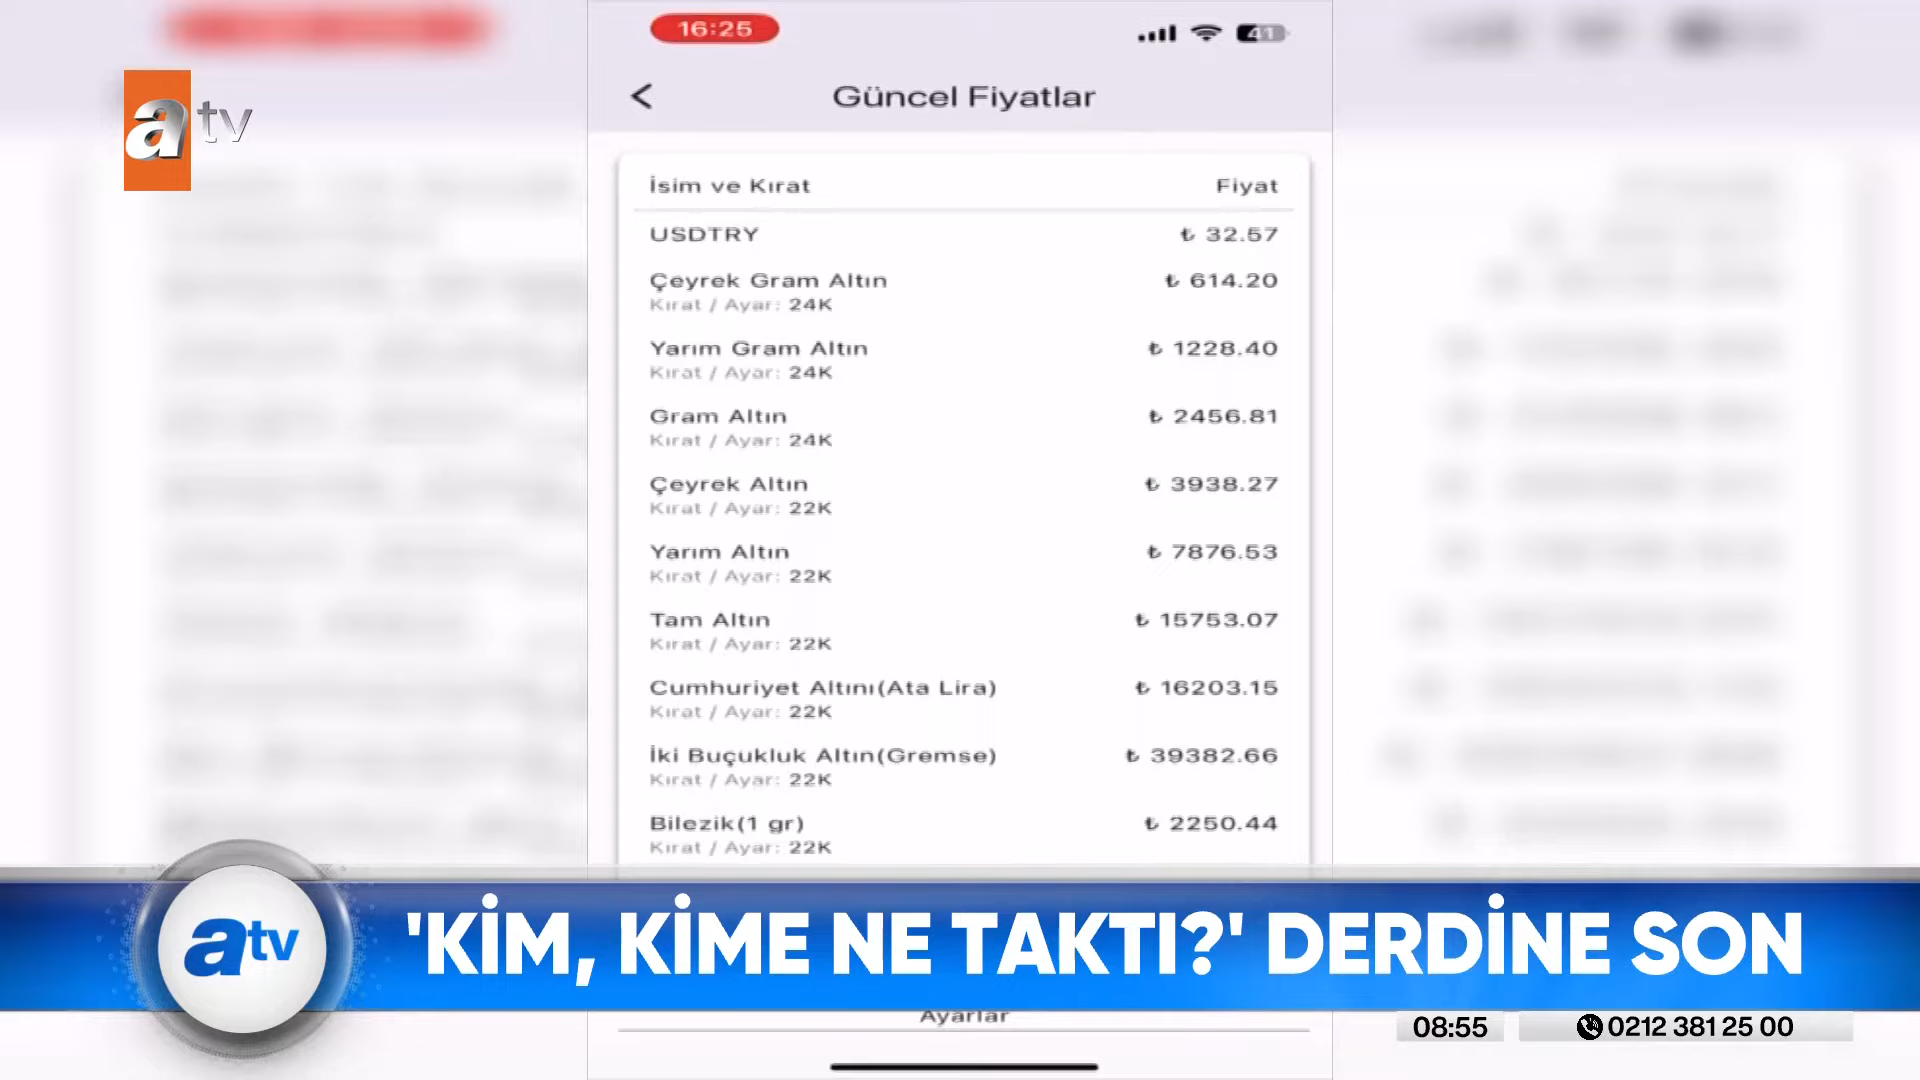 16:25
41
atv
Güncel Fiyatlar
İsim ve Kırat Fiyat
USDTRY ₺ 32.57
Çeyrek Gram Altın ₺ 614.20
Kırat / Ayar: 24K
Yarım Gram Altın ₺ 1228.40
Kırat / Ayar: 24K
Gram Altın ₺ 2456.81
Kırat / Ayar: 24K
Çeyrek Altın ₺ 3938.27
Kırat / Ayar: 22K
Yarım Altın ₺ 7876.53
Kırat / Ayar: 22K
Tam Altın ₺ 15753.07
Kırat / Ayar: 22K
Cumhuriyet Altını(Ata Lira) ₺ 16203.15
Kırat / Ayar: 22K
İki Buçukluk Altın(Gremse) ₺ 39382.66
Kırat / Ayar: 22K
Bilezik(1 gr) ₺ 2250.44
Kırat / Ayar: 22K
atv
'KİM, KİME NE TAKTI?' DERDİNE SON
Ayarlar
08:55
0212 381 25 00